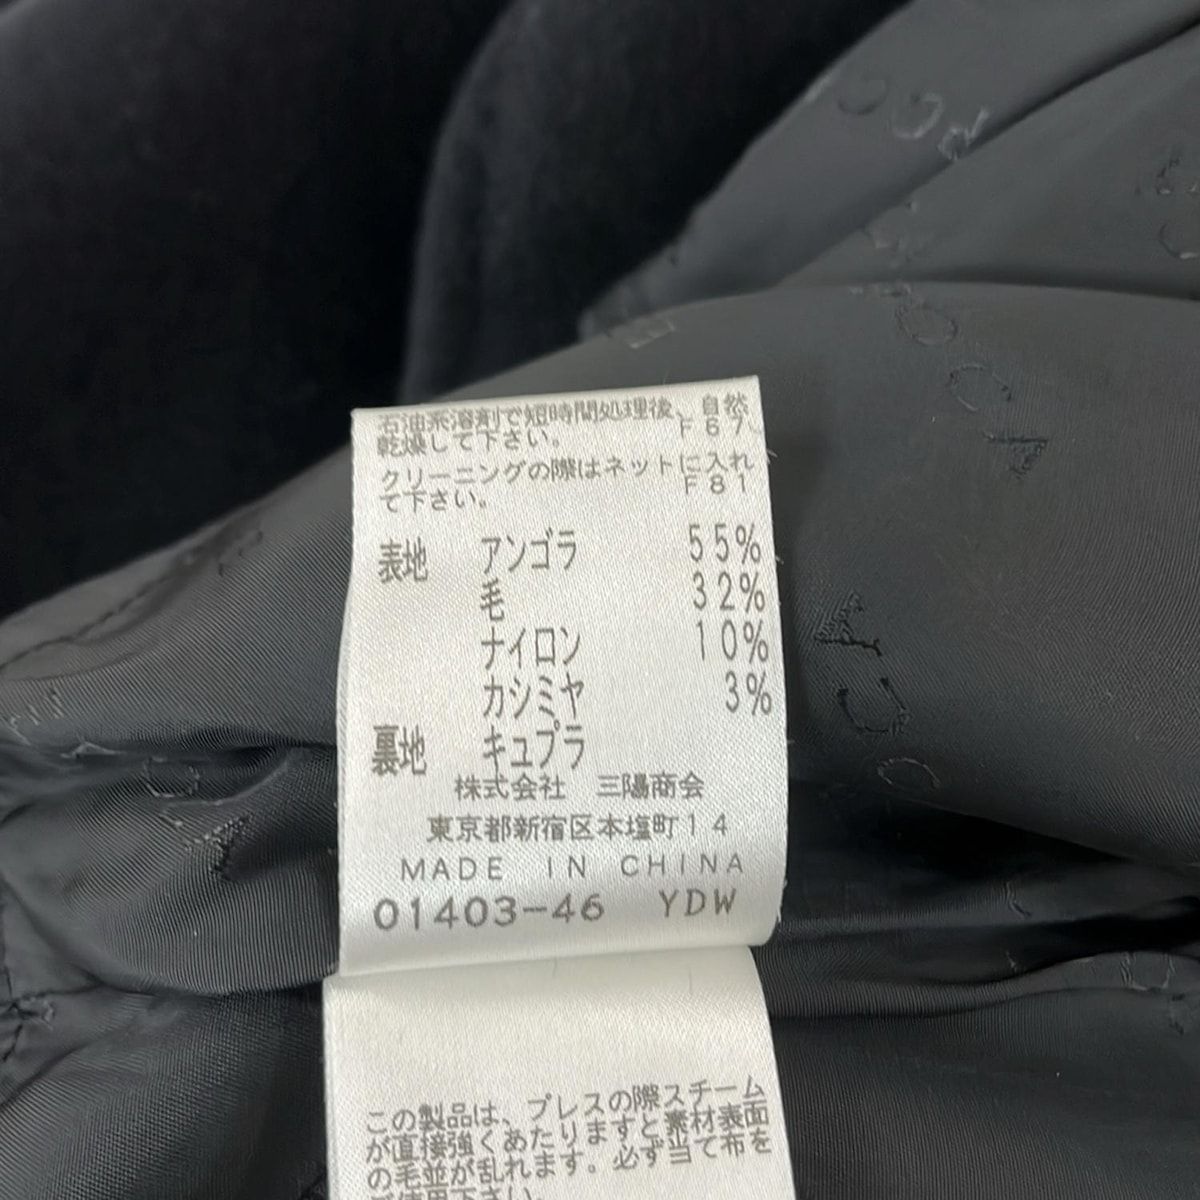 石油系溶剤で短時間処理後、自然
乾燥して下さい。 F67
クリーニングの際はネットに入れ
て下さい。 F81
表地 アンゴラ 55%
毛 32%
ナイロン 10%
カシミヤ 3%
裏地 キュプラ
株式会社 三陽商会
東京都新宿区本塩町14
MADE IN CHINA
01403-46 YDW
この製品は、プレスの際スチーム
が直接強くあたりますと素材表面
の毛並が乱れます。必ず当て布を
ご使用下さい。